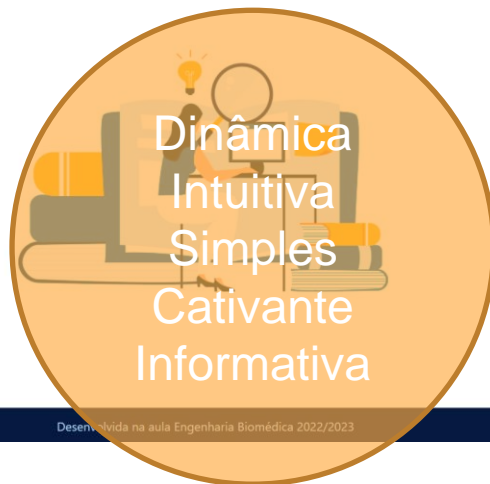 Dinâmica
Intuitiva
Simples
Cativante
Informativa
Desenvolvida na aula Engenharia Biomédica 2022/2023